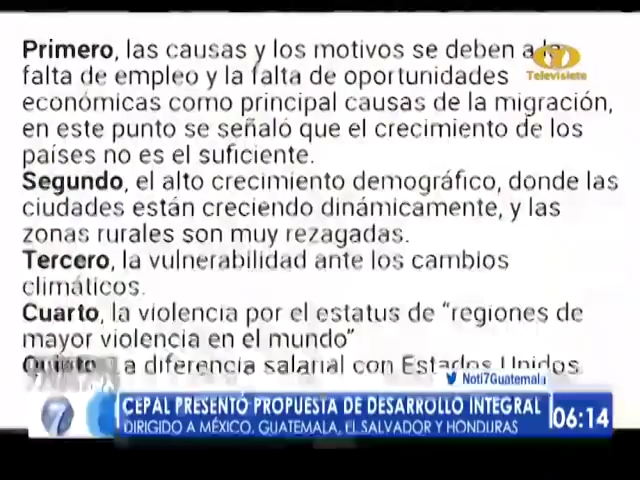 Primero, las causas y los motivos se deben a la
falta de empleo y la falta de oportunidades
económicas como principal causas de la migración,
en este punto se señaló que el crecimiento de los
países no es el suficiente.
Segundo, el alto crecimiento demográfico, donde las
ciudades están creciendo dinámicamente, y las
zonas rurales son muy rezagadas.
Tercero, la vulnerabilidad ante los cambios
climáticos.
Cuarto, la violencia por el estatus de “regiones de
mayor violencia en el mundo”
Quinto, La diferencia salarial con Estados Unidos
Televisiete
Noti7Guatemala
7
CEPAL PRESENTÓ PROPUESTA DE DESARROLLO INTEGRAL
DIRIGIDO A MÉXICO, GUATEMALA, EL SALVADOR Y HONDURAS
06:14